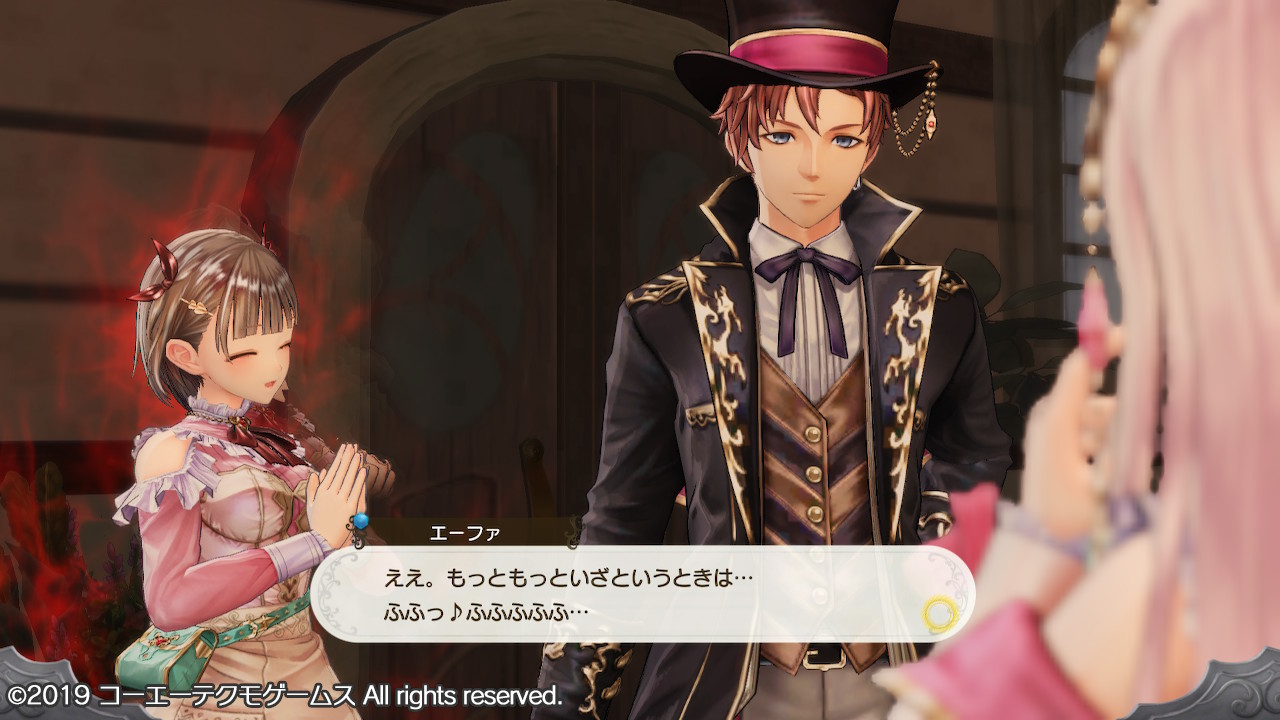 エーファ
ええ。もっともっといざというときは…
ふふっ♪ふふふふふ…
©2019 コーエーテクモゲームス All rights reserved.